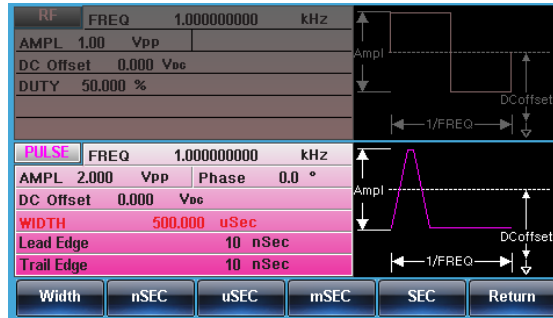 RF FREQ 1.000000000 kHz
AMPL 1.00 Vpp
DC Offset 0.000 VDC
DUTY 50.000 %
Ampl
DCoffset
1/FREQ
PULSE FREQ 1.000000000 kHz
AMPL 2.000 Vpp Phase 0.0 °
DC Offset 0.000 VDC
WIDTH 500.000 uSec
Lead Edge 10 nSec
Trail Edge 10 nSec
Ampl
DCoffset
1/FREQ
Width nSEC uSEC mSEC SEC Return